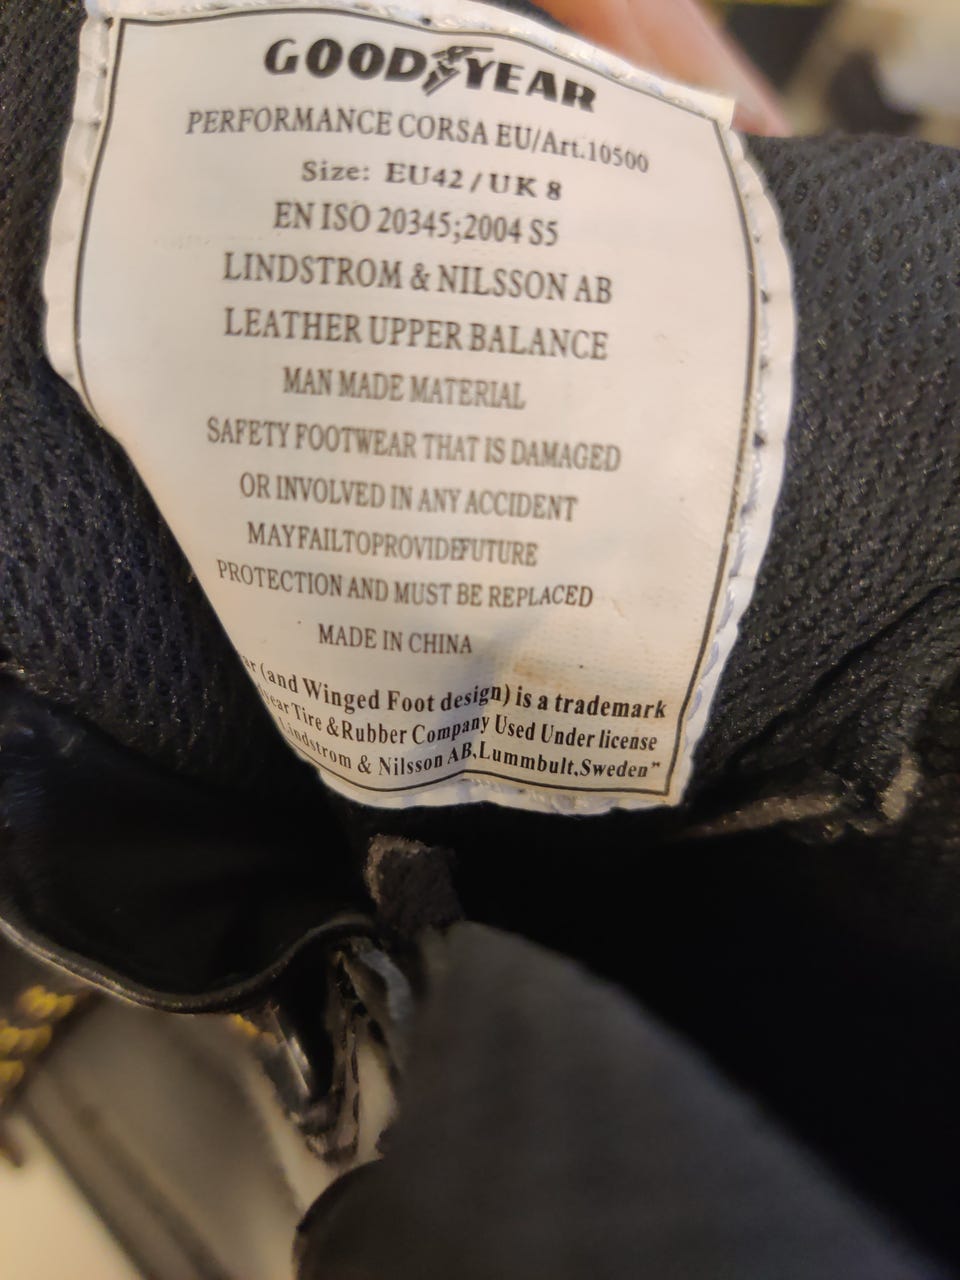 GOODYEAR
PERFORMANCE CORSA EU/Art.10500
Size: EU42 / UK 8
EN ISO 20345;2004 S5
LINDSTROM & NILSSON AB
LEATHER UPPER BALANCE
MAN MADE MATERIAL
SAFETY FOOTWEAR THAT IS DAMAGED
OR INVOLVED IN ANY ACCIDENT
MAYFAILTOPROVIDEFUTURE
PROTECTION AND MUST BE REPLACED
MADE IN CHINA
(and Winged Foot design) is a trademark
Tire &Rubber Company Used Under license
Lindstrom & Nilsson AB,Lummbult,Sweden"